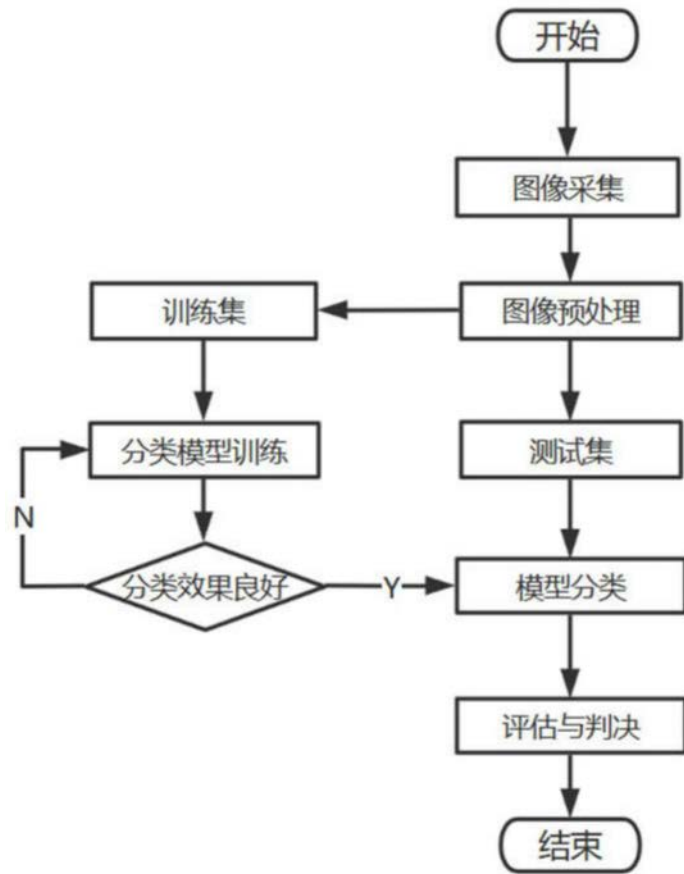 开始
图像采集
训练集
图像预处理
分类模型训练
测试集
N
分类效果良好
Y
模型分类
评估与判决
结束